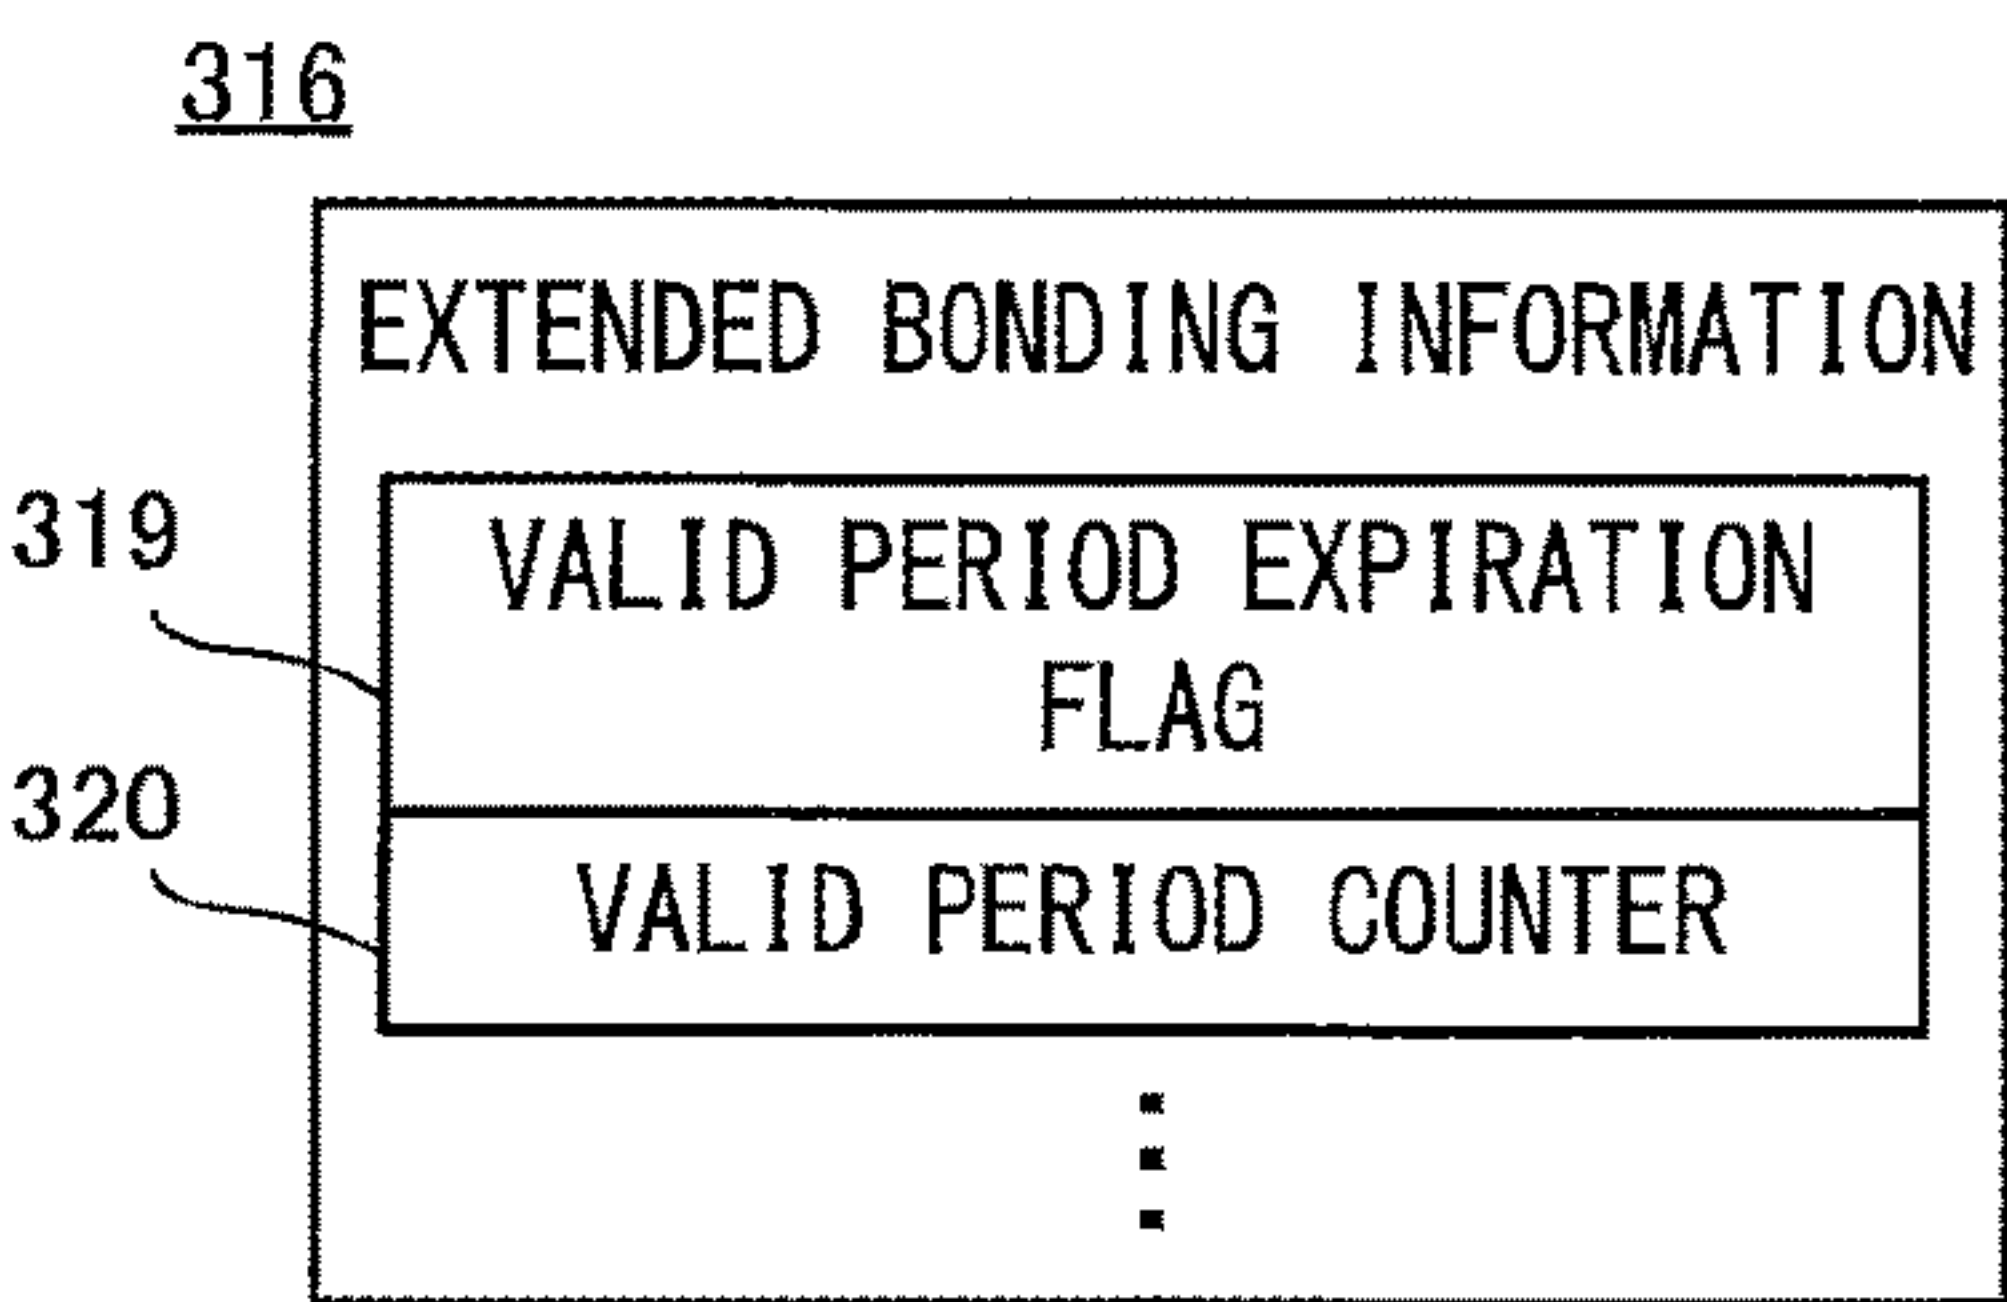 316
EXTENDED BONDING INFORMATION
319
VALID PERIOD EXPIRATION
FLAG
320
VALID PERIOD COUNTER